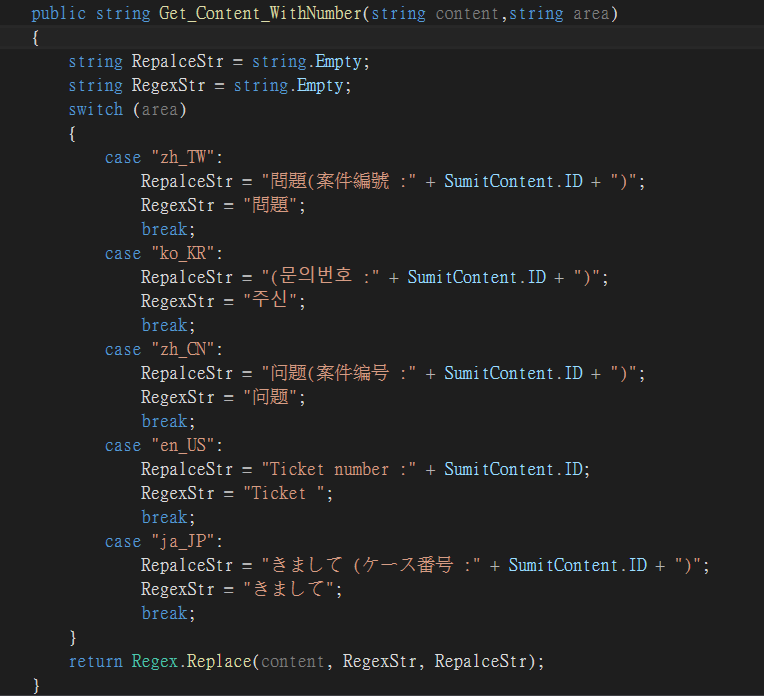 public string Get_Content_WithNumber(string content,string area)
{
string RepalceStr = string.Empty;
string RegexStr = string.Empty;
switch (area)
{
case "zh_TW":
RepalceStr = "問題(案件編號 :" + SumitContent.ID + ")";
RegexStr = "問題";
break;
case "ko_KR":
RepalceStr = "(문의번호 :" + SumitContent.ID + ")";
RegexStr = "주신";
break;
case "zh_CN":
RepalceStr = "问题(案件编号 :" + SumitContent.ID + ")";
RegexStr = "问题";
break;
case "en_US":
RepalceStr = "Ticket number :" + SumitContent.ID;
RegexStr = "Ticket ";
break;
case "ja_JP":
RepalceStr = "きまして (ケース番号 :" + SumitContent.ID + ")";
RegexStr = "きまして";
break;
}
return Regex.Replace(content, RegexStr, RepalceStr);
}